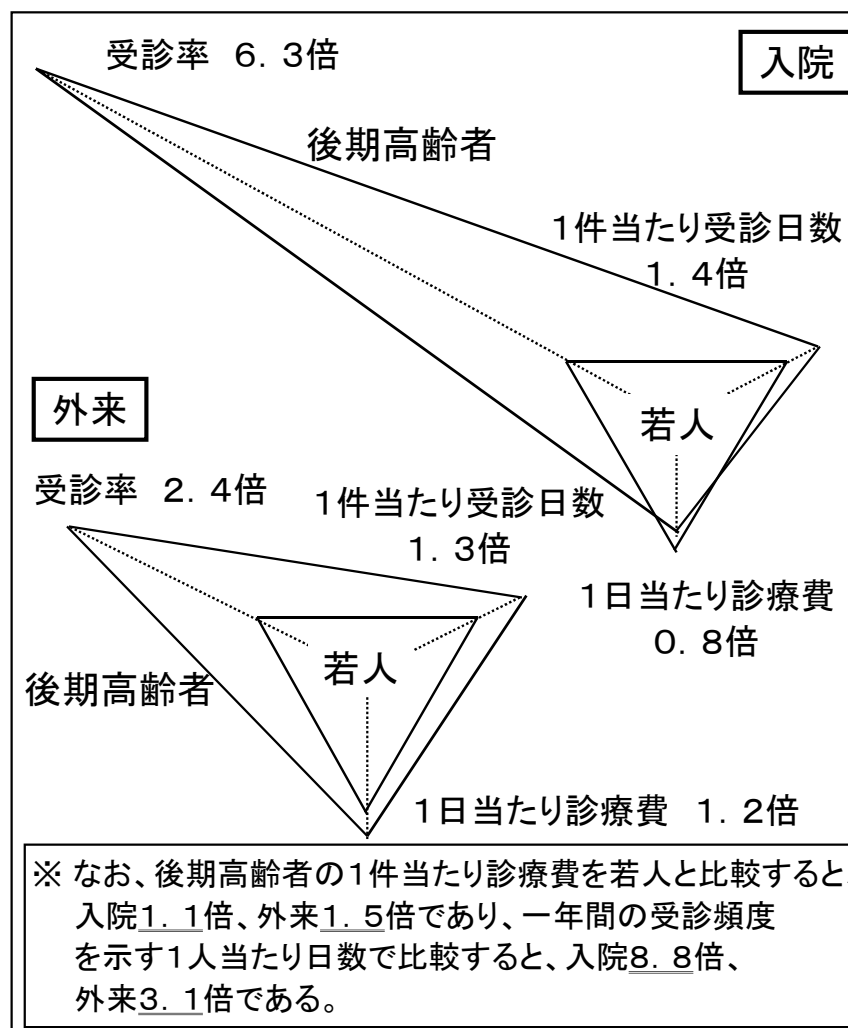 受診率 6．3倍
入院
後期高齢者
1件当たり受診日数
1．4倍
若人
1日当たり診療費
0．8倍
外来
受診率 2．4倍
1件当たり受診日数
1．3倍
若人
後期高齢者
1日当たり診療費 1．2倍
※ なお、後期高齢者の1件当たり診療費を若人と比較すると、
入院1．1倍、外来1．5倍であり、一年間の受診頻度
を示す1人当たり日数で比較すると、入院8．8倍、
外来3．1倍である。